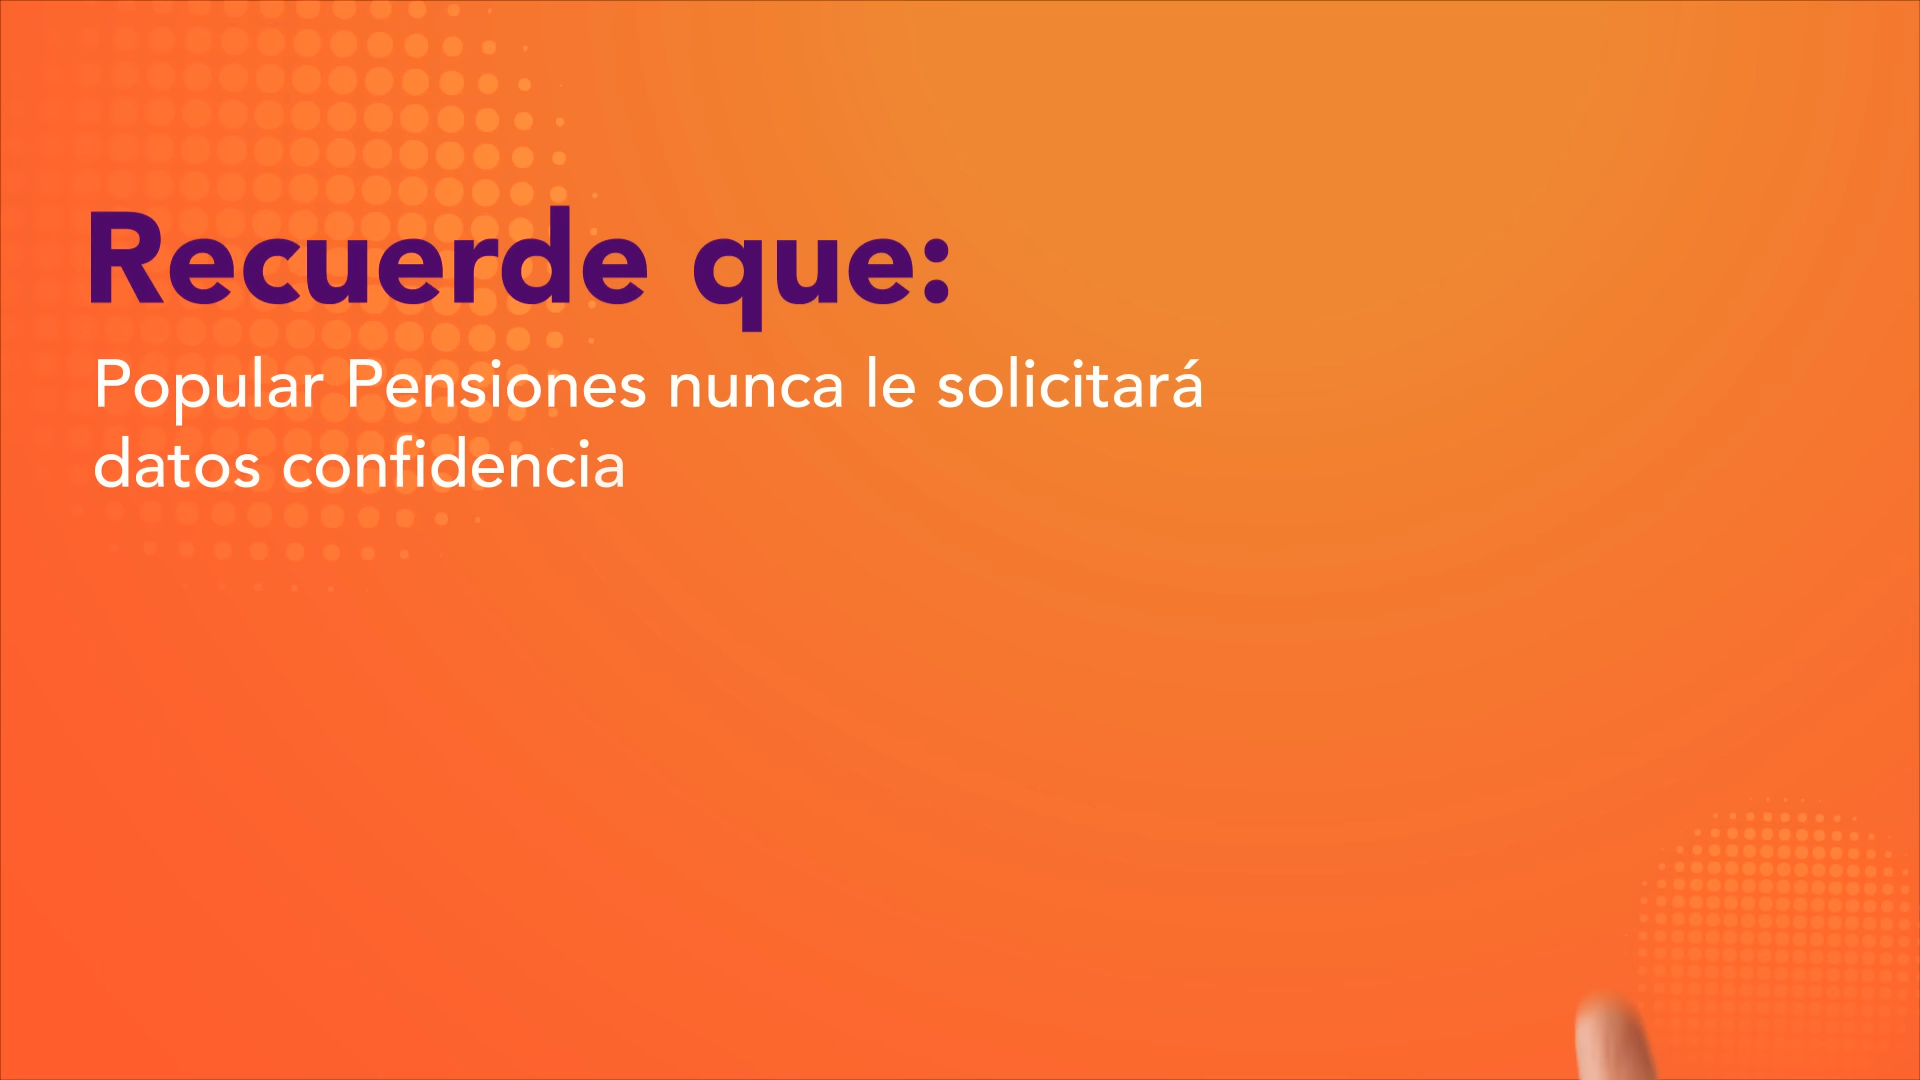 Recuerde que:
Popular Pensiones nunca le solicitará
datos confidencia